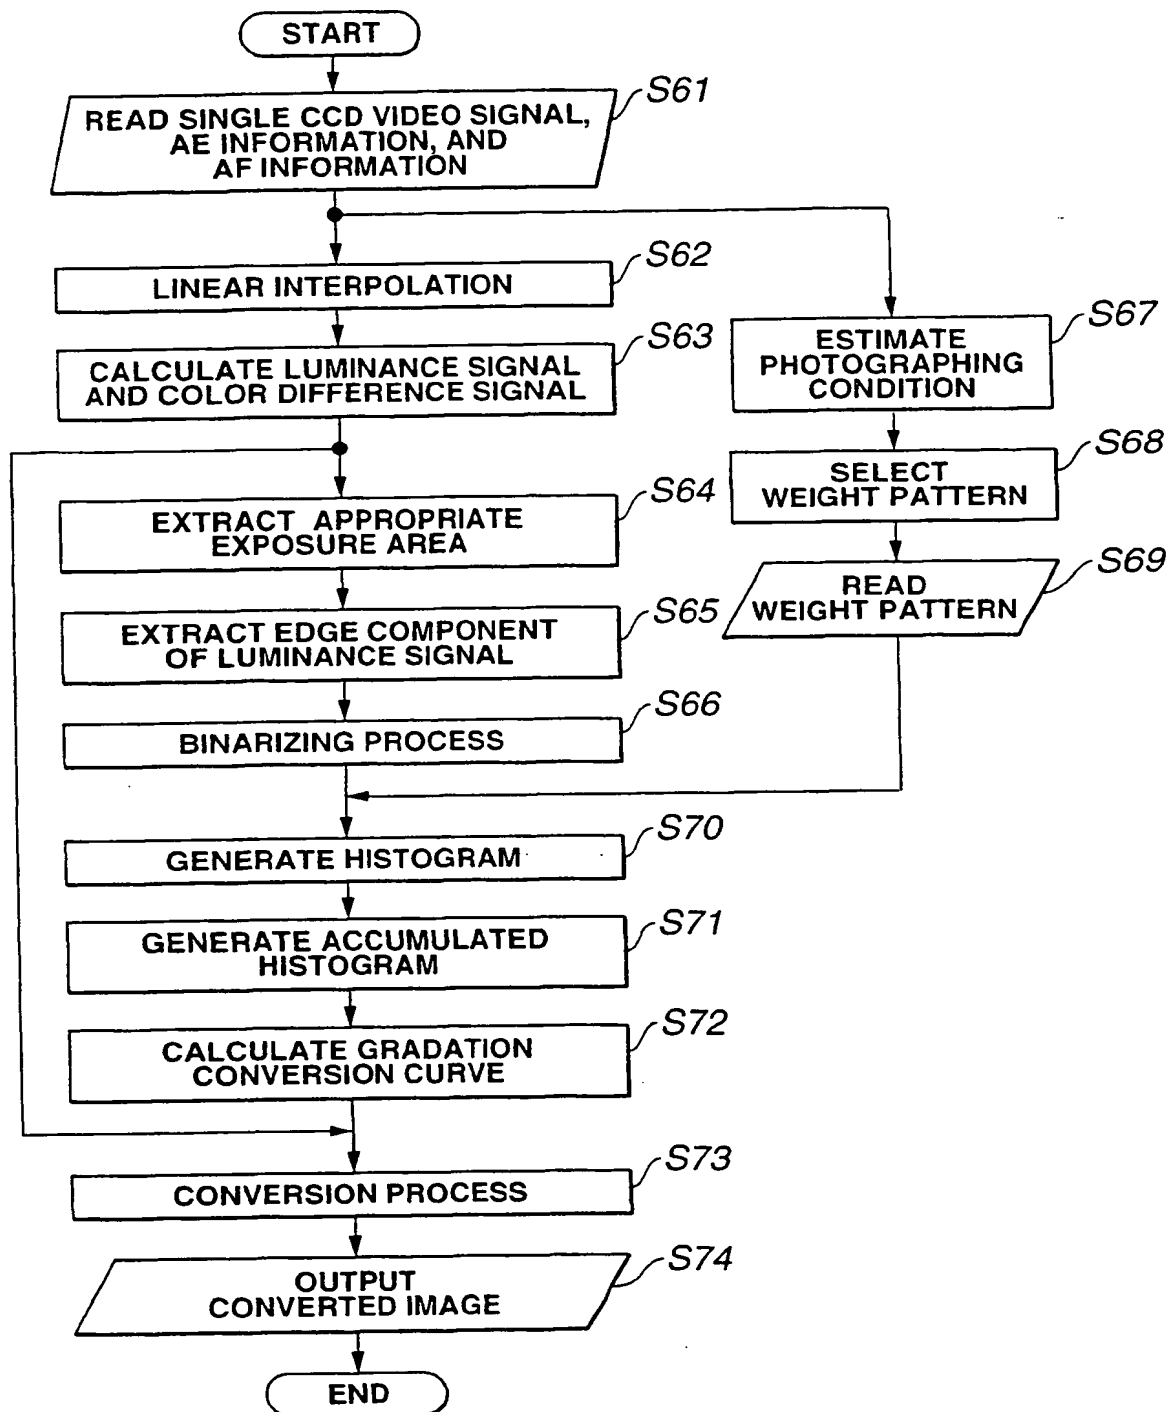 START
S61
READ SINGLE CCD VIDEO SIGNAL,
AE INFORMATION, AND
AF INFORMATION
S62
LINEAR INTERPOLATION
S63
CALCULATE LUMINANCE SIGNAL
AND COLOR DIFFERENCE SIGNAL
S64
EXTRACT APPROPRIATE
EXPOSURE AREA
S65
EXTRACT EDGE COMPONENT
OF LUMINANCE SIGNAL
S66
BINARIZING PROCESS
S67
ESTIMATE
PHOTOGRAPHING
CONDITION
S68
SELECT
WEIGHT PATTERN
S69
READ
WEIGHT PATTERN
S70
GENERATE HISTOGRAM
S71
GENERATE ACCUMULATED
HISTOGRAM
S72
CALCULATE GRADATION
CONVERSION CURVE
S73
CONVERSION PROCESS
S74
OUTPUT
CONVERTED IMAGE
END